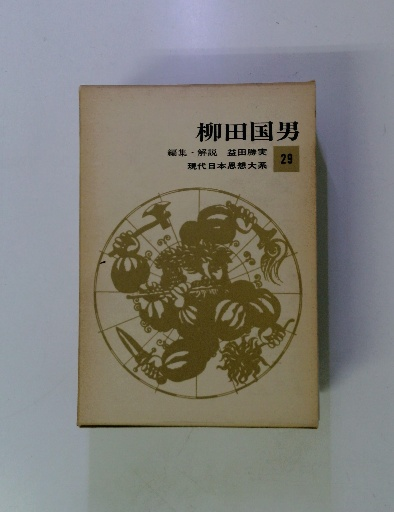 柳田国男
編集・解説 益田勝実
現代日本思想大系
29